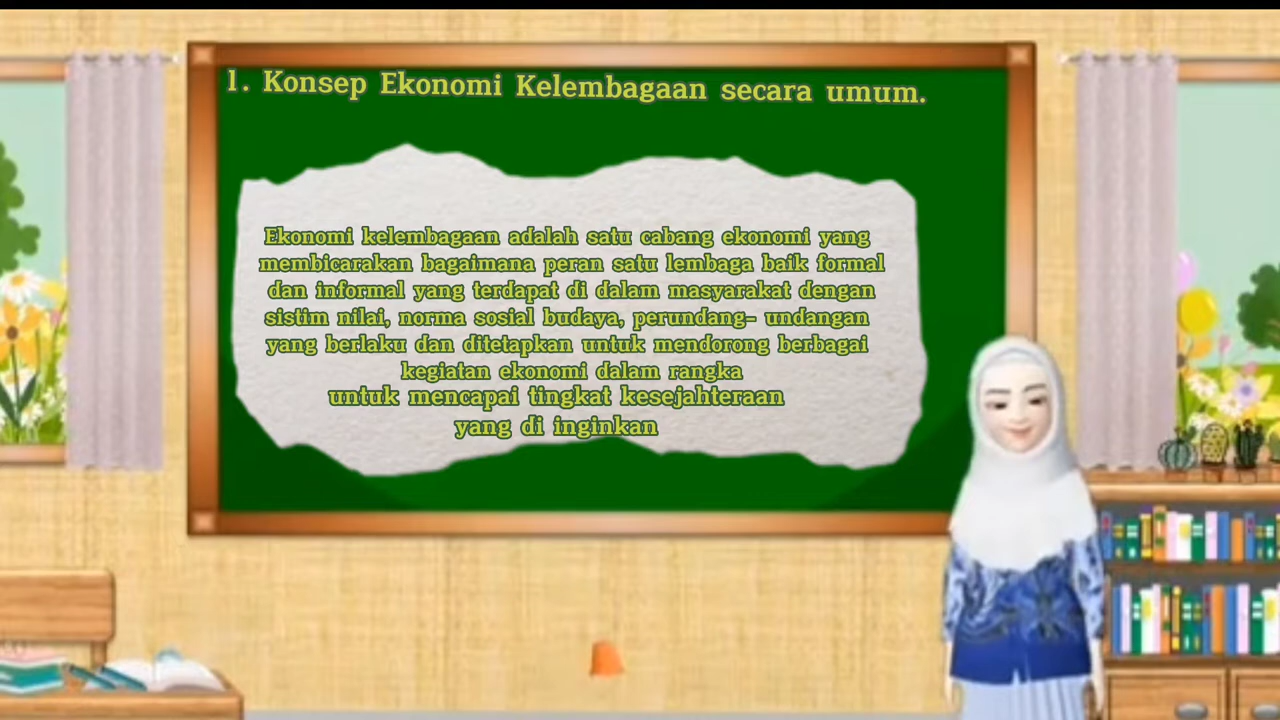 1. Konsep Ekonomi Kelembagaan secara umum.
Ekonomi kelembagaan adalah satu cabang ekonomi yang
membicarakan bagaimana peran satu lembaga baik formal
dan informal yang terdapat di dalam masyarakat dengan
sistim nilai, norma sosial budaya, perundang- undangan
yang berlaku dan ditetapkan untuk mendorong berbagai
kegiatan ekonomi dalam rangka
untuk mencapai tingkat kesejahteraan
yang di inginkan